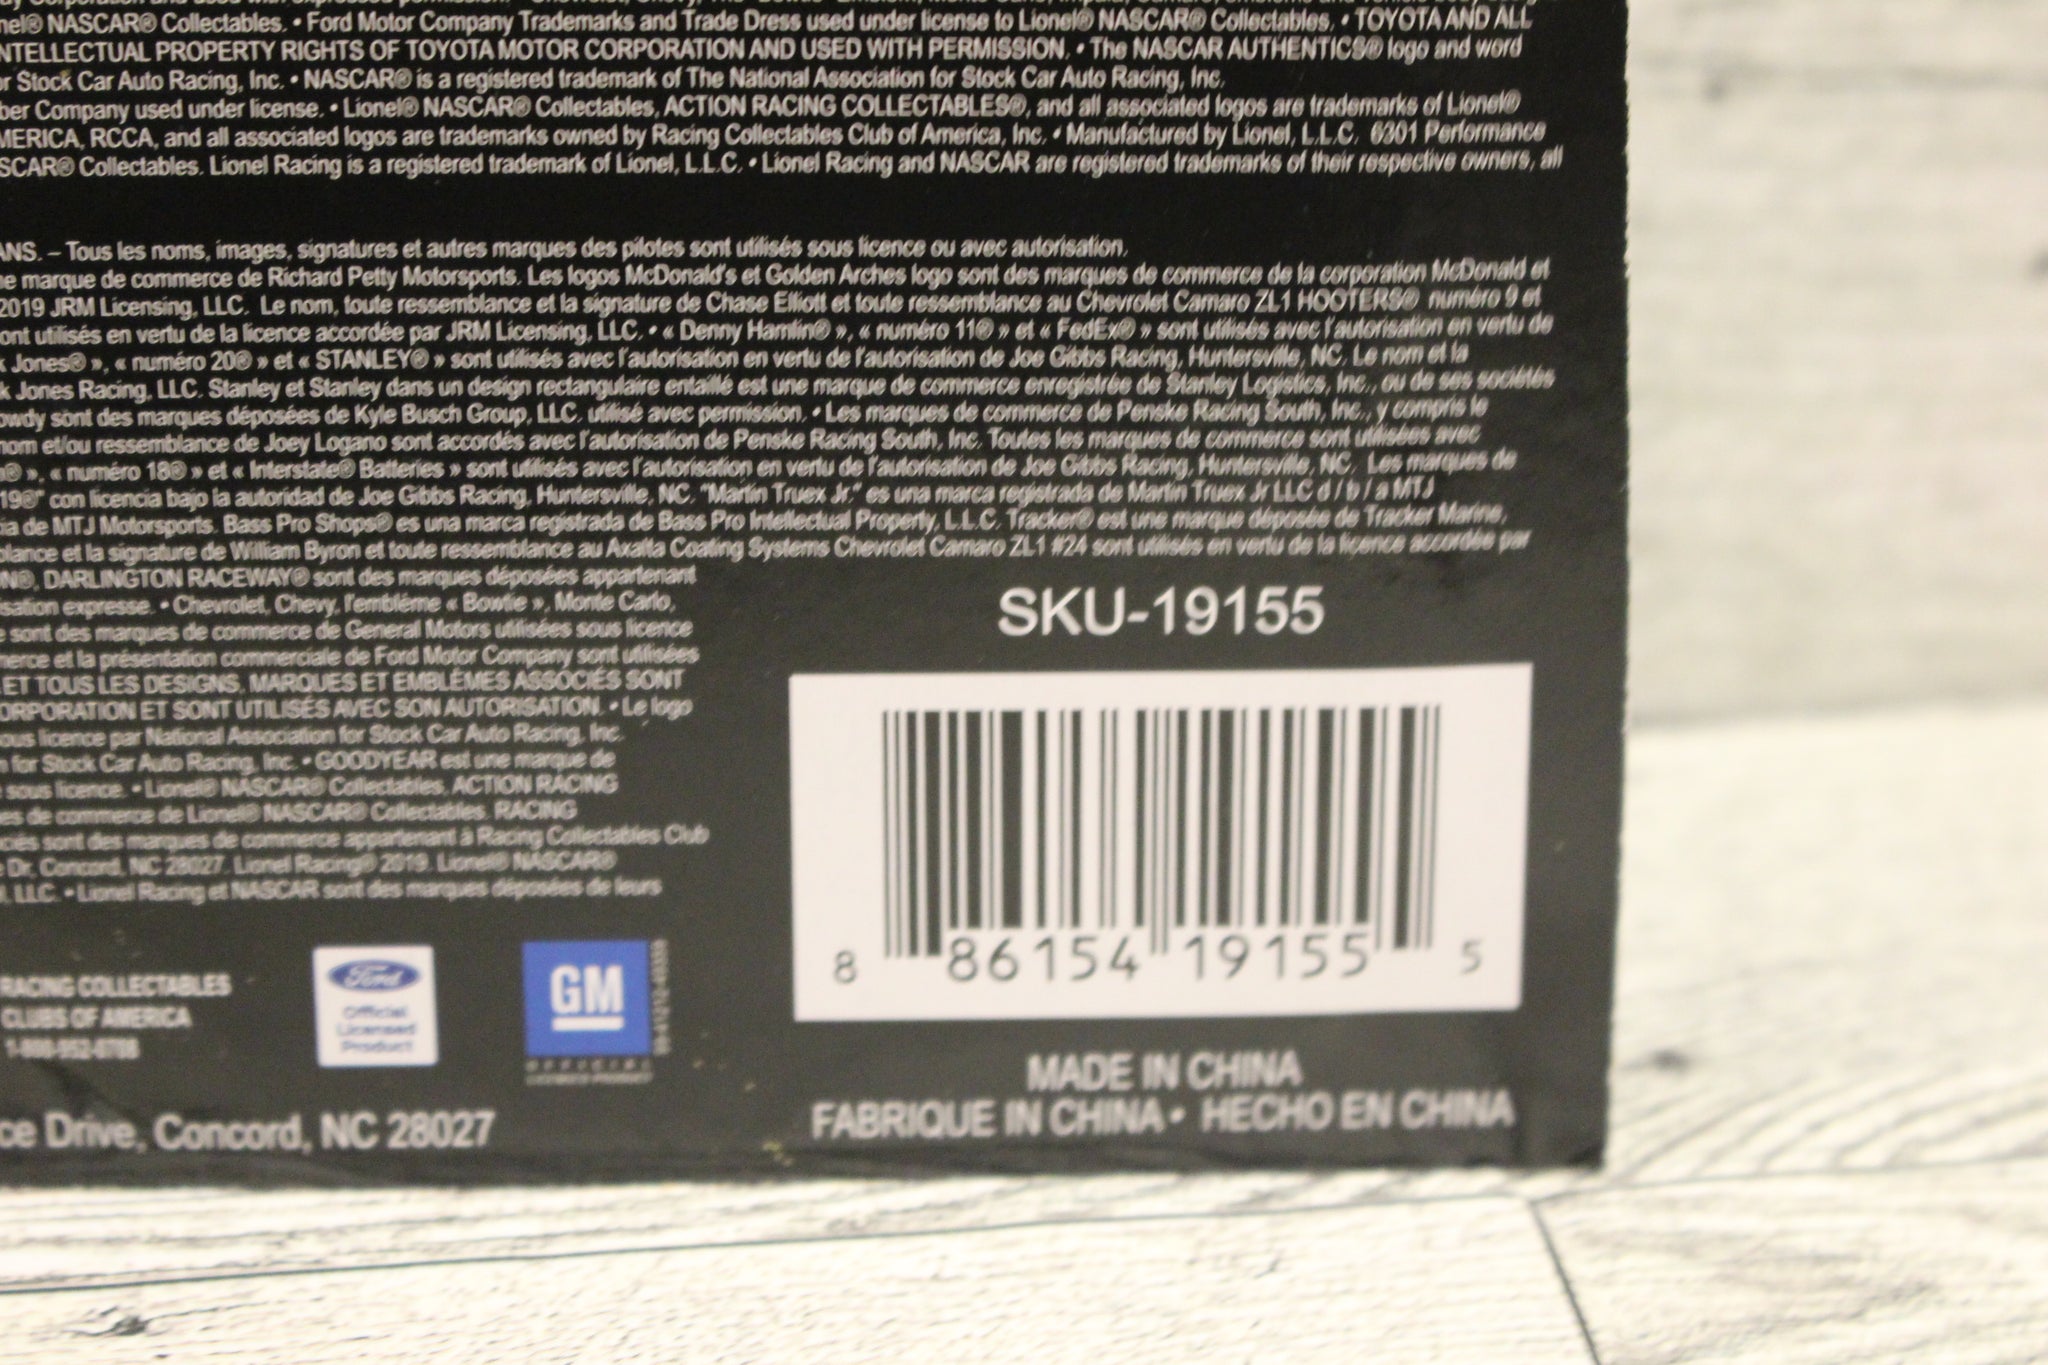 nel® NASCAR® Collectables. • Ford Motor Company Trademarks and Trade Dress used under license to Lionel® NASCAR® Collectables. • TOYOTA AND ALL
NTELLECTUAL PROPERTY RIGHTS OF TOYOTA MOTOR CORPORATION AND USED WITH PERMISSION. • The NASCAR AUTHENTICS® logo and word
or Stock Car Auto Racing, Inc. • NASCAR® is a registered trademark of The National Association for Stock Car Auto Racing, Inc.
ber Company used under license. • Lionel® NASCAR® Collectables, ACTION RACING COLLECTABLES®, and all associated logos are trademarks of Lionel®
MERICA, RCCA, and all associated logos are trademarks owned by Racing Collectables Club of America, Inc. • Manufactured by Lionel, L.L.C. 6301 Performance
SCAR® Collectables. Lionel Racing is a registered trademark of Lionel, L.L.C. • Lionel Racing and NASCAR are registered trademarks of their respective owners, all
ANS. – Tous les noms, images, signatures et autres marques des pilotes sont utilisés sous licence ou avec autorisation.
ne marque de commerce de Richard Petty Motorsports. Les logos McDonald's et Golden Arches logo sont des marques de commerce de la corporation McDonald et
2019 JRM Licensing, LLC. Le nom, toute ressemblance et la signature de Chase Elliott et toute ressemblance au Chevrolet Camaro ZL1 HOOTERS® numéro 9 et
ont utilisés en vertu de la licence accordée par JRM Licensing, LLC. • « Denny Hamlin® », « numéro 11® » et « FedEx® » sont utilisés avec l'autorisation en vertu de
k Jones® », « numéro 20® » et « STANLEY® » sont utilisés avec l'autorisation en vertu de l'autorisation de Joe Gibbs Racing, Huntersville, NC. Le nom et la
k Jones Racing, LLC. Stanley et Stanley dans un design rectangulaire entaillé est une marque de commerce enregistrée de Stanley Logistics, Inc., ou de ses sociétés
owdy sont des marques déposées de Kyle Busch Group, LLC. utilisé avec permission. • Les marques de commerce de Penske Racing South, Inc., y compris le
nom et/ou ressemblance de Joey Logano sont accordés avec l'autorisation de Penske Racing South, Inc. Toutes les marques de commerce sont utilisées avec
n® », « numéro 18® » et « Interstate® Batteries » sont utilisés avec l'autorisation en vertu de l'autorisation de Joe Gibbs Racing, Huntersville, NC. Les marques de
19®" con licencia bajo la autoridad de Joe Gibbs Racing, Huntersville, NC. "Martin Truex Jr." es una marca registrada de Martin Truex Jr LLC d / b / a MTJ
ia de MTJ Motorsports. Bass Pro Shops® es una marca registrada de Bass Pro Intellectual Property, L.L.C. Tracker® est une marque déposée de Tracker Marine,
blance et la signature de William Byron et toute ressemblance au Axalta Coating Systems Chevrolet Camaro ZL1 #24 sont utilisés en vertu de la licence accordée par
ON®, DARLINGTON RACEWAY® sont des marques déposées appartenant
isation expresse. • Chevrolet, Chevy, l'emblème « Bowtie », Monte Carlo,
e sont des marques de commerce de General Motors utilisées sous licence
merce et la présentation commerciale de Ford Motor Company sont utilisées
ET TOUS LES DESIGNS, MARQUES ET EMBLÈMES ASSOCIÉS SONT
ORPORATION ET SONT UTILISÉS AVEC SON AUTORISATION. • Le logo
ous licence par National Association for Stock Car Auto Racing, Inc.
n for Stock Car Auto Racing, Inc. • GOODYEAR est une marque de
sous licence. • Lionel® NASCAR® Collectables, ACTION RACING
es de commerce de Lionel® NASCAR® Collectables. RACING
ciés sont des marques de commerce appartenant à Racing Collectables Club
Dr. Concord, NC 28027. Lionel Racing® 2019. Lionel® NASCAR®
, LLC. • Lionel Racing et NASCAR sont des marques déposées de leurs
SKU-19155
8 86154 19155 5
MADE IN CHINA
FABRIQUE IN CHINA • HECHO EN CHINA
RACING COLLECTABLES
CLUBS OF AMERICA
Ford
Official
Licensed
Product
GM
OFFICIAL
LICENSED PRODUCT
ce Drive, Concord, NC 28027